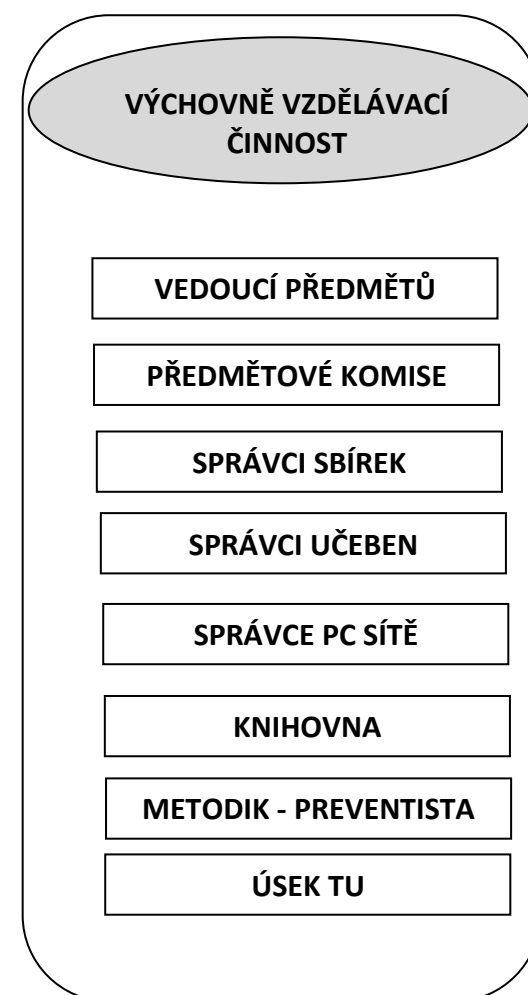 VÝCHOVNĚ VZDĚLÁVACÍ
ČINNOST
VEDOUCÍ PŘEDMĚTŮ
PŘEDMĚTOVÉ KOMISE
SPRÁVCI SBÍREK
SPRÁVCI UČEBEN
SPRÁVCE PC SÍTĚ
KNIHOVNA
METODIK - PREVENTISTA
ÚSEK TU